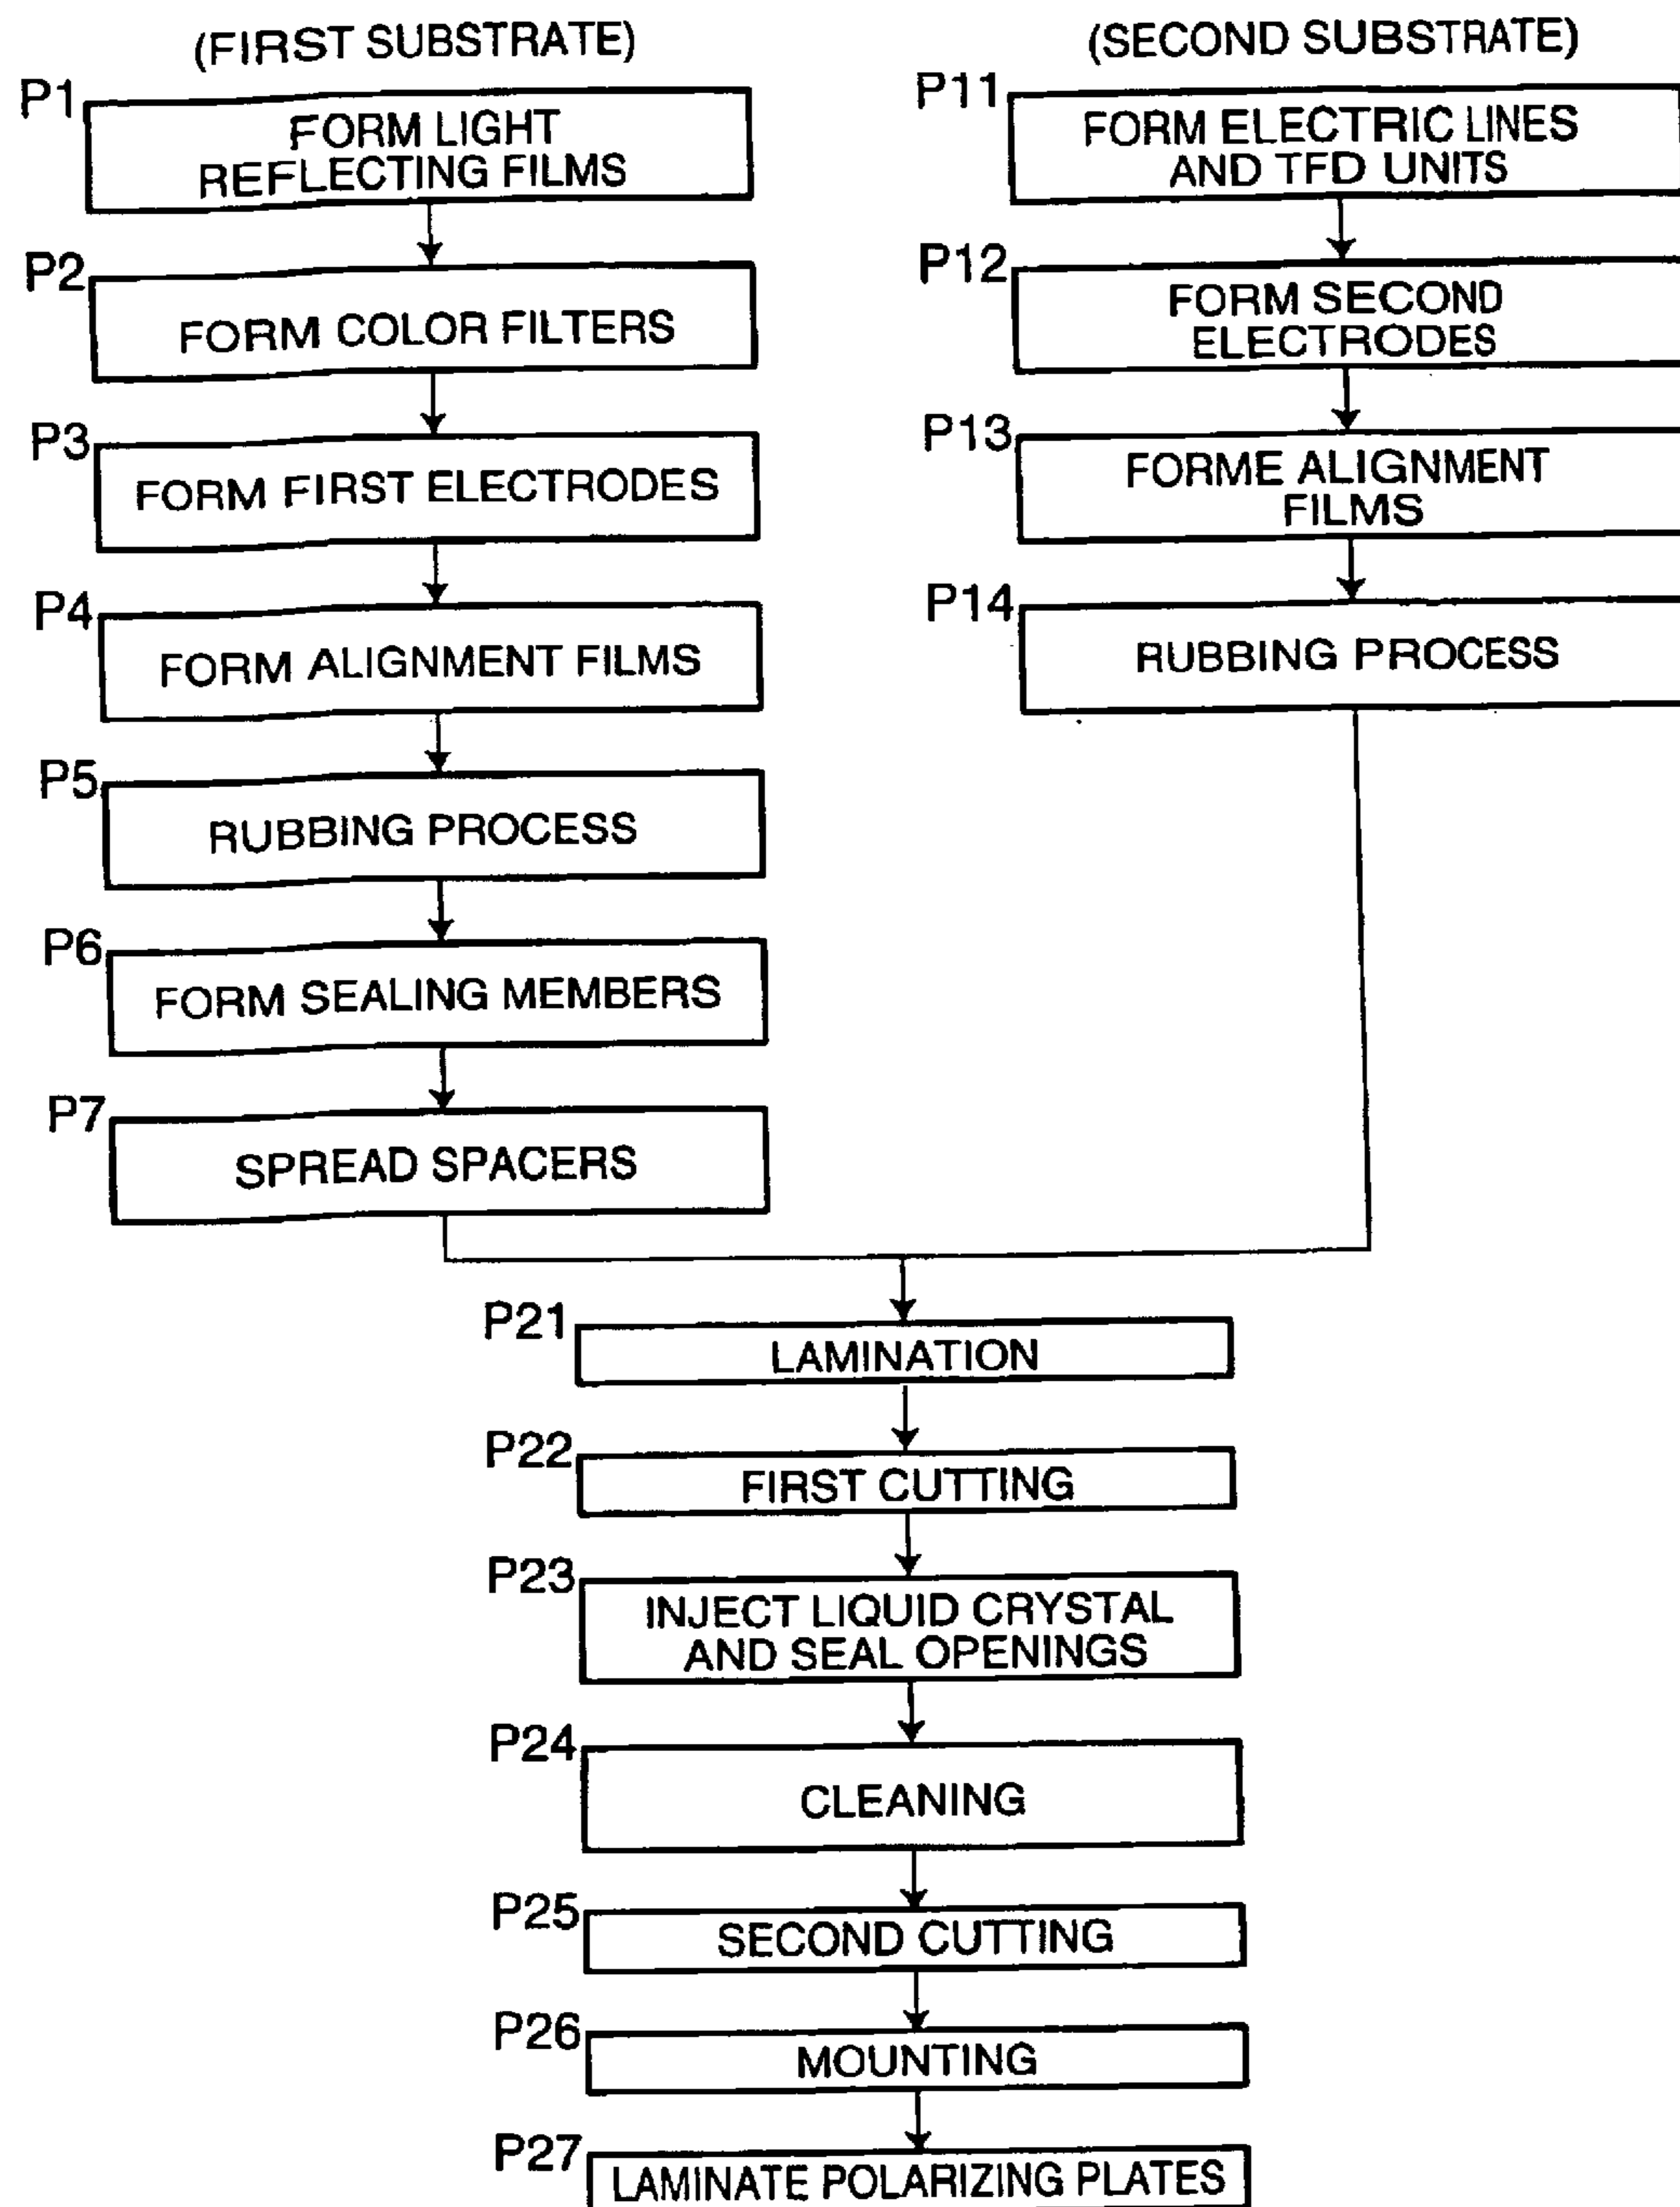 (FIRST SUBSTRATE)
P1
FORM LIGHT
REFLECTING FILMS
P2
FORM COLOR FILTERS
P3
FORM FIRST ELECTRODES
P4
FORM ALIGNMENT FILMS
P5
RUBBING PROCESS
P6
FORM SEALING MEMBERS
P7
SPREAD SPACERS
(SECOND SUBSTRATE)
P11
FORM ELECTRIC LINES
AND TFD UNITS
P12
FORM SECOND
ELECTRODES
P13
FORME ALIGNMENT
FILMS
P14
RUBBING PROCESS
P21
LAMINATION
P22
FIRST CUTTING
P23
INJECT LIQUID CRYSTAL
AND SEAL OPENINGS
P24
CLEANING
P25
SECOND CUTTING
P26
MOUNTING
P27
LAMINATE POLARIZING PLATES